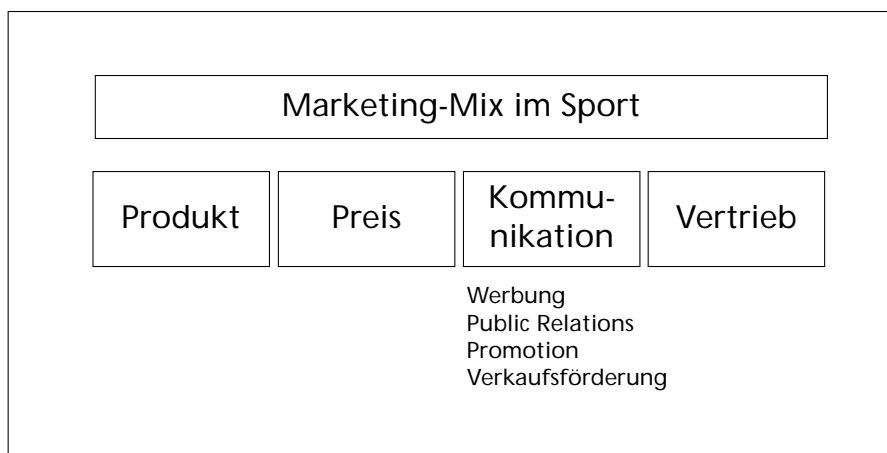 Marketing-Mix im Sport
Produkt
Preis
Kommu-
nikation
Vertrieb
Werbung
Public Relations
Promotion
Verkaufsförderung